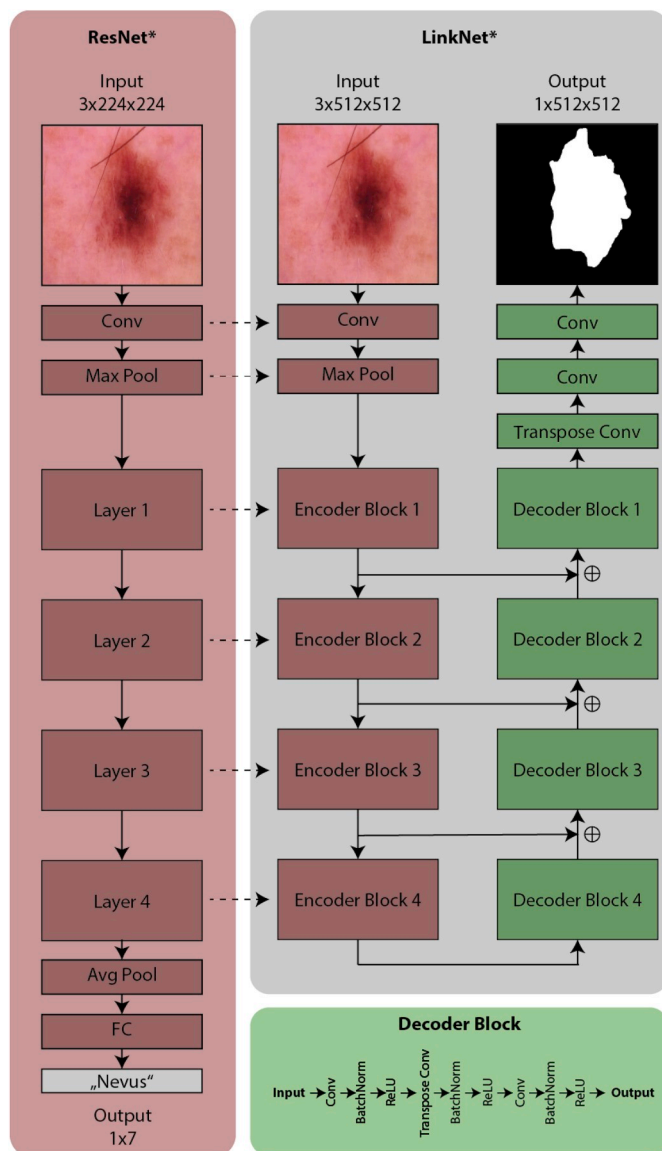 ResNet*
Input
3x224x224
Conv
Max Pool
Layer 1
Layer 2
Layer 3
Layer 4
Avg Pool
FC
„Nevus“
Output
1x7
LinkNet*
Input
3x512x512
Conv
Max Pool
Encoder Block 1
Encoder Block 2
Encoder Block 3
Encoder Block 4
Output
1x512x512
Conv
Conv
Transpose Conv
Decoder Block 1
Decoder Block 2
Decoder Block 3
Decoder Block 4
Decoder Block
Input
Conv
BatchNorm
ReLU
Transpose Conv
BatchNorm
ReLU
Conv
BatchNorm
ReLU
Output